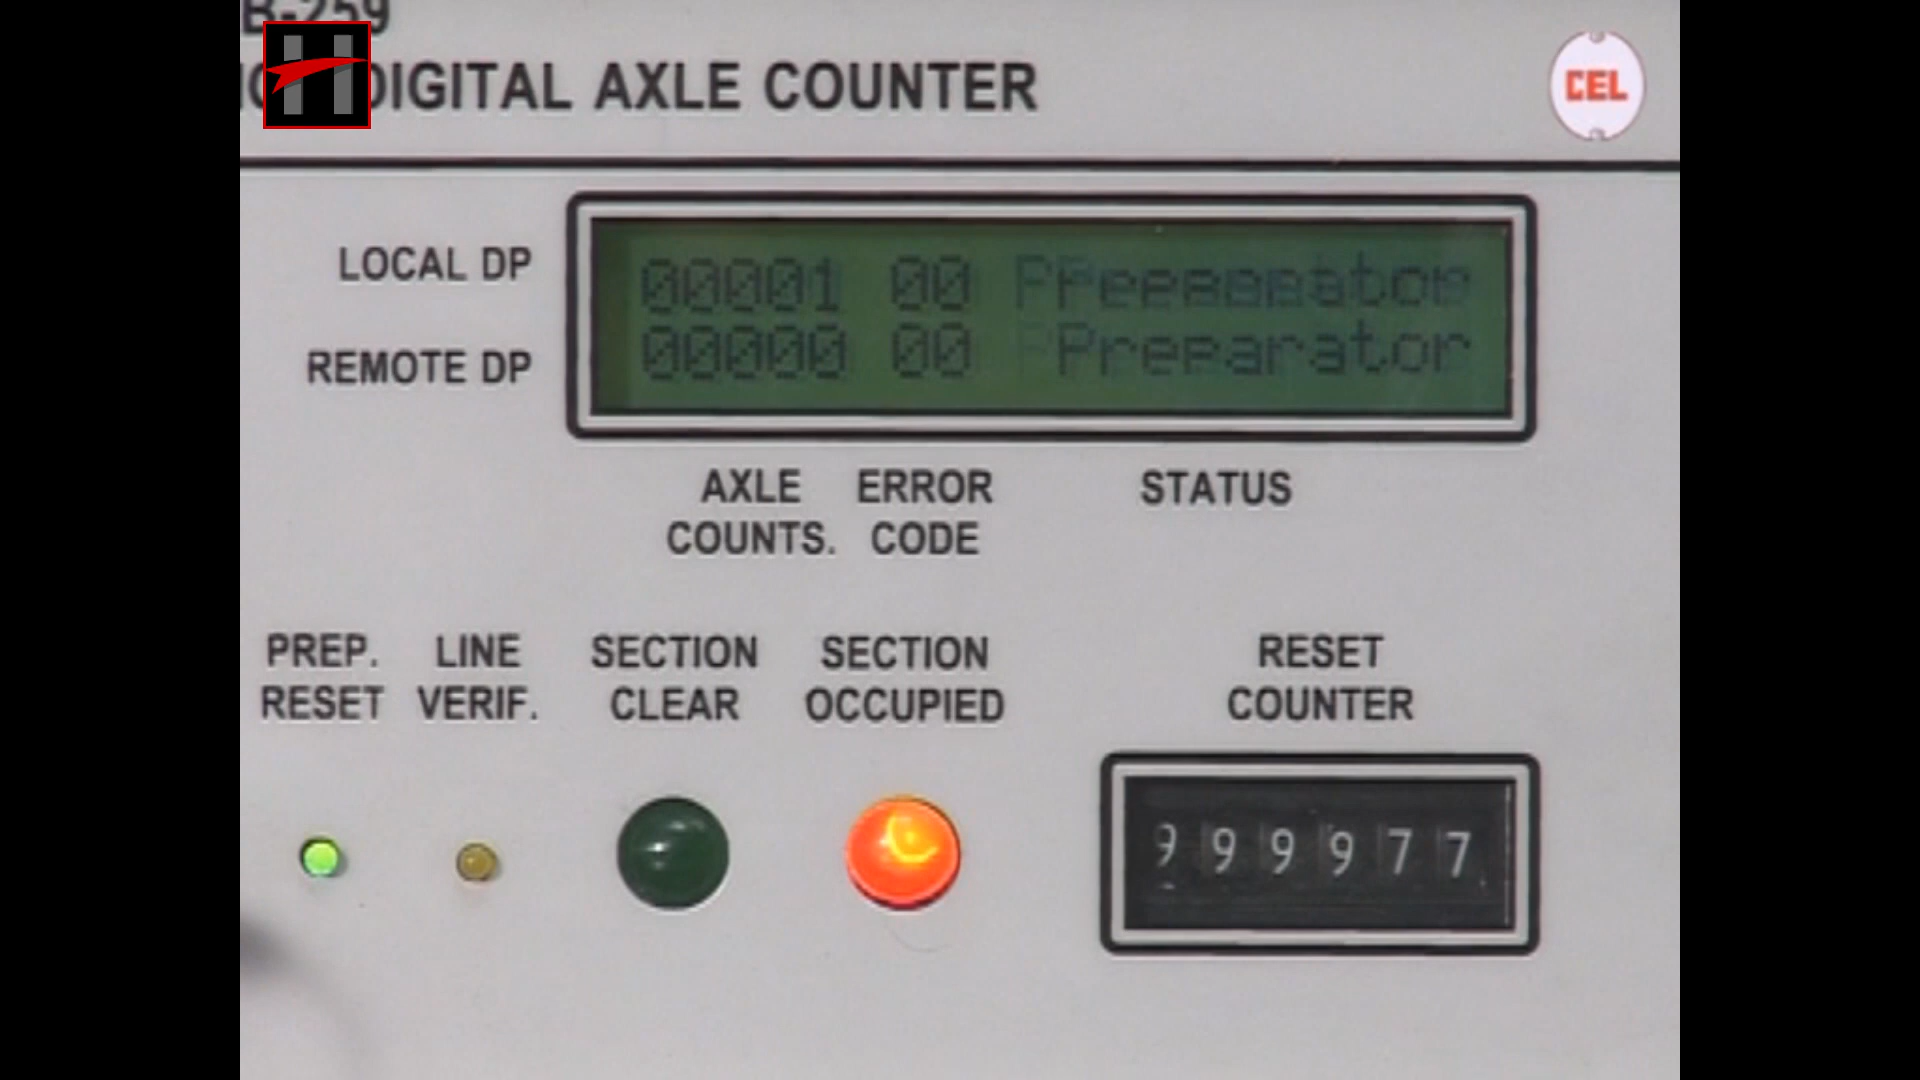 B-259
DIGITAL AXLE COUNTER
CEL
LOCAL DP
00001 00
REMOTE DP
00000 00 Preparator
AXLE COUNTS.
ERROR CODE
STATUS
PREP. RESET
LINE VERIF.
SECTION CLEAR
SECTION OCCUPIED
RESET COUNTER
999977